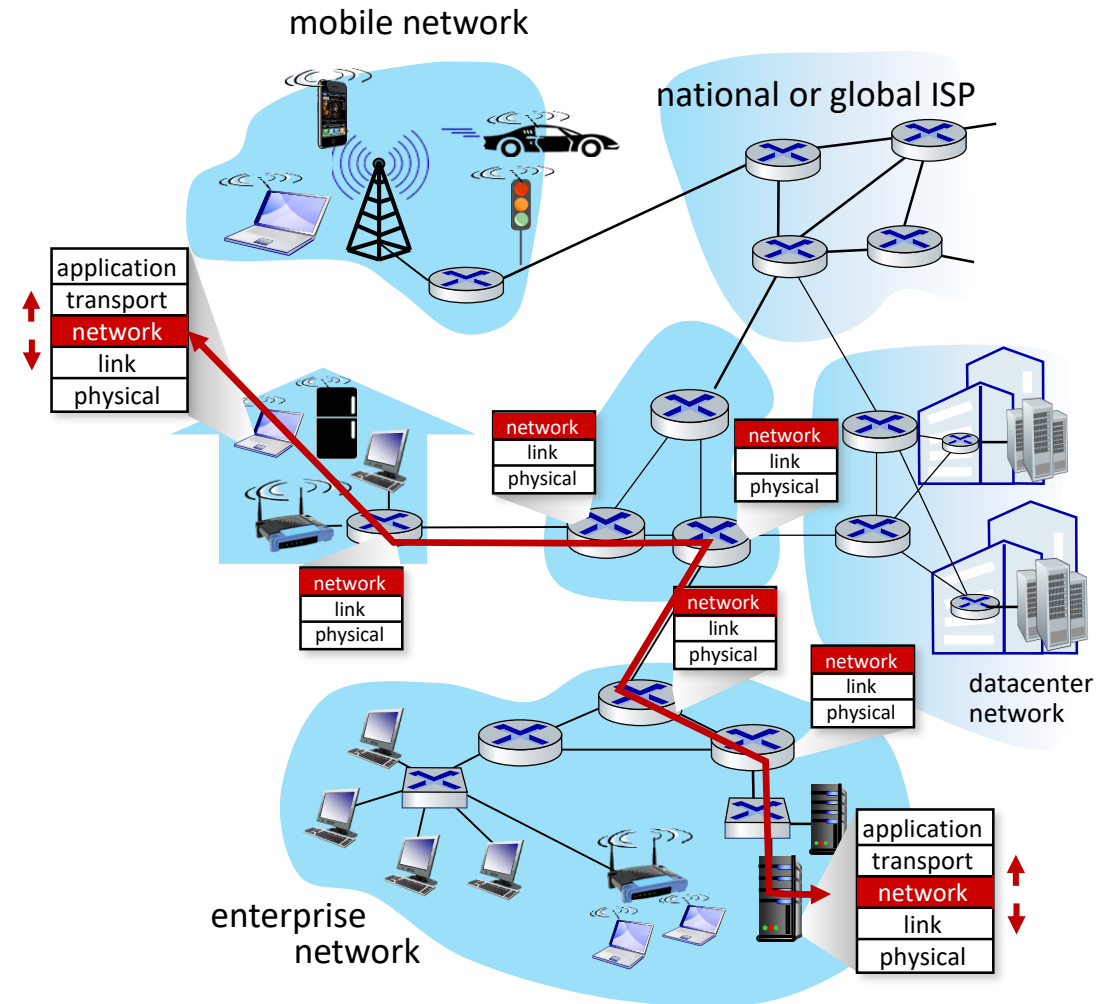 mobile network
national or global ISP
application
transport
network
link
physical
network
link
physical
network
link
physical
network
link
physical
network
link
physical
network
link
physical
datacenter
network
application
transport
network
link
physical
enterprise
network